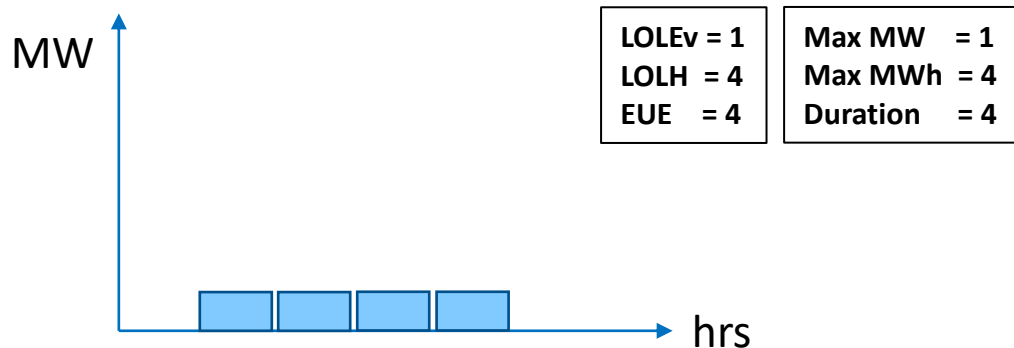 MW
LOLEv = 1
LOLH = 4
EUE = 4
Max MW = 1
Max MWh = 4
Duration = 4
hrs